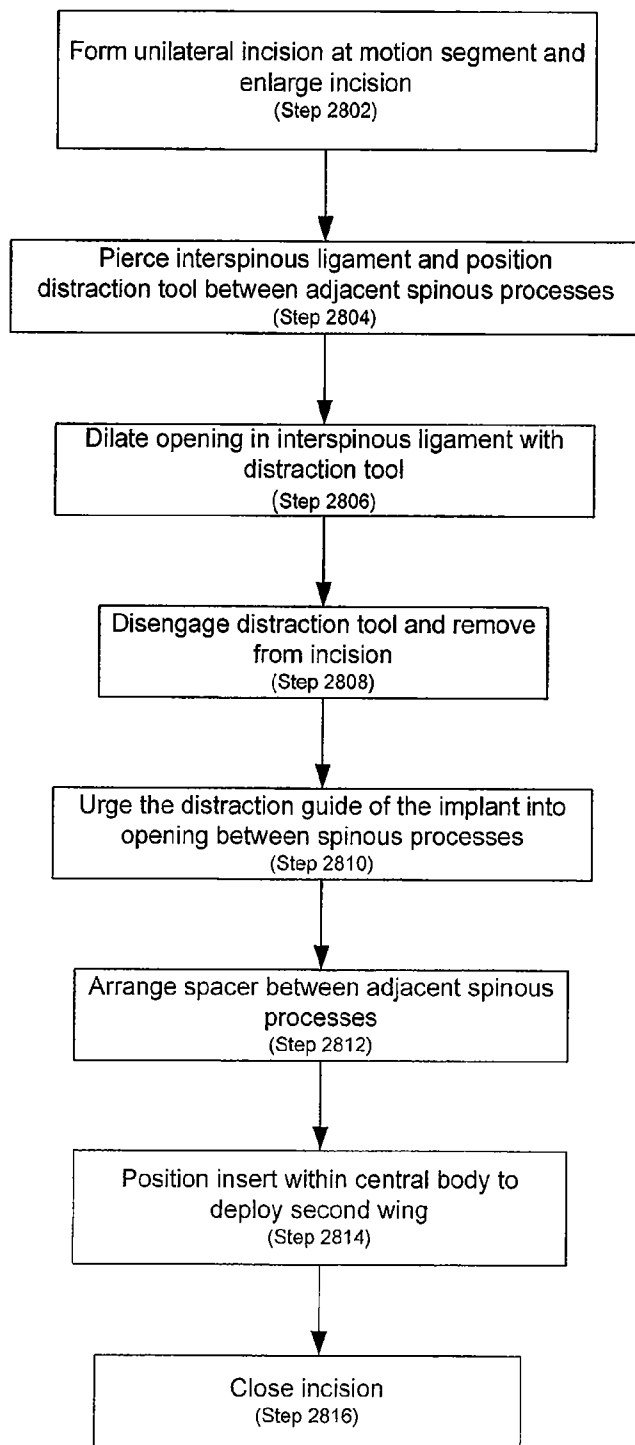 Form unilateral incision at motion segment and
enlarge incision
(Step 2802)
Pierce interspinous ligament and position
distraction tool between adjacent spinous processes
(Step 2804)
Dilate opening in interspinous ligament with
distraction tool
(Step 2806)
Disengage distraction tool and remove
from incision
(Step 2808)
Urge the distraction guide of the implant into
opening between spinous processes
(Step 2810)
Arrange spacer between adjacent spinous
processes
(Step 2812)
Position insert within central body to
deploy second wing
(Step 2814)
Close incision
(Step 2816)